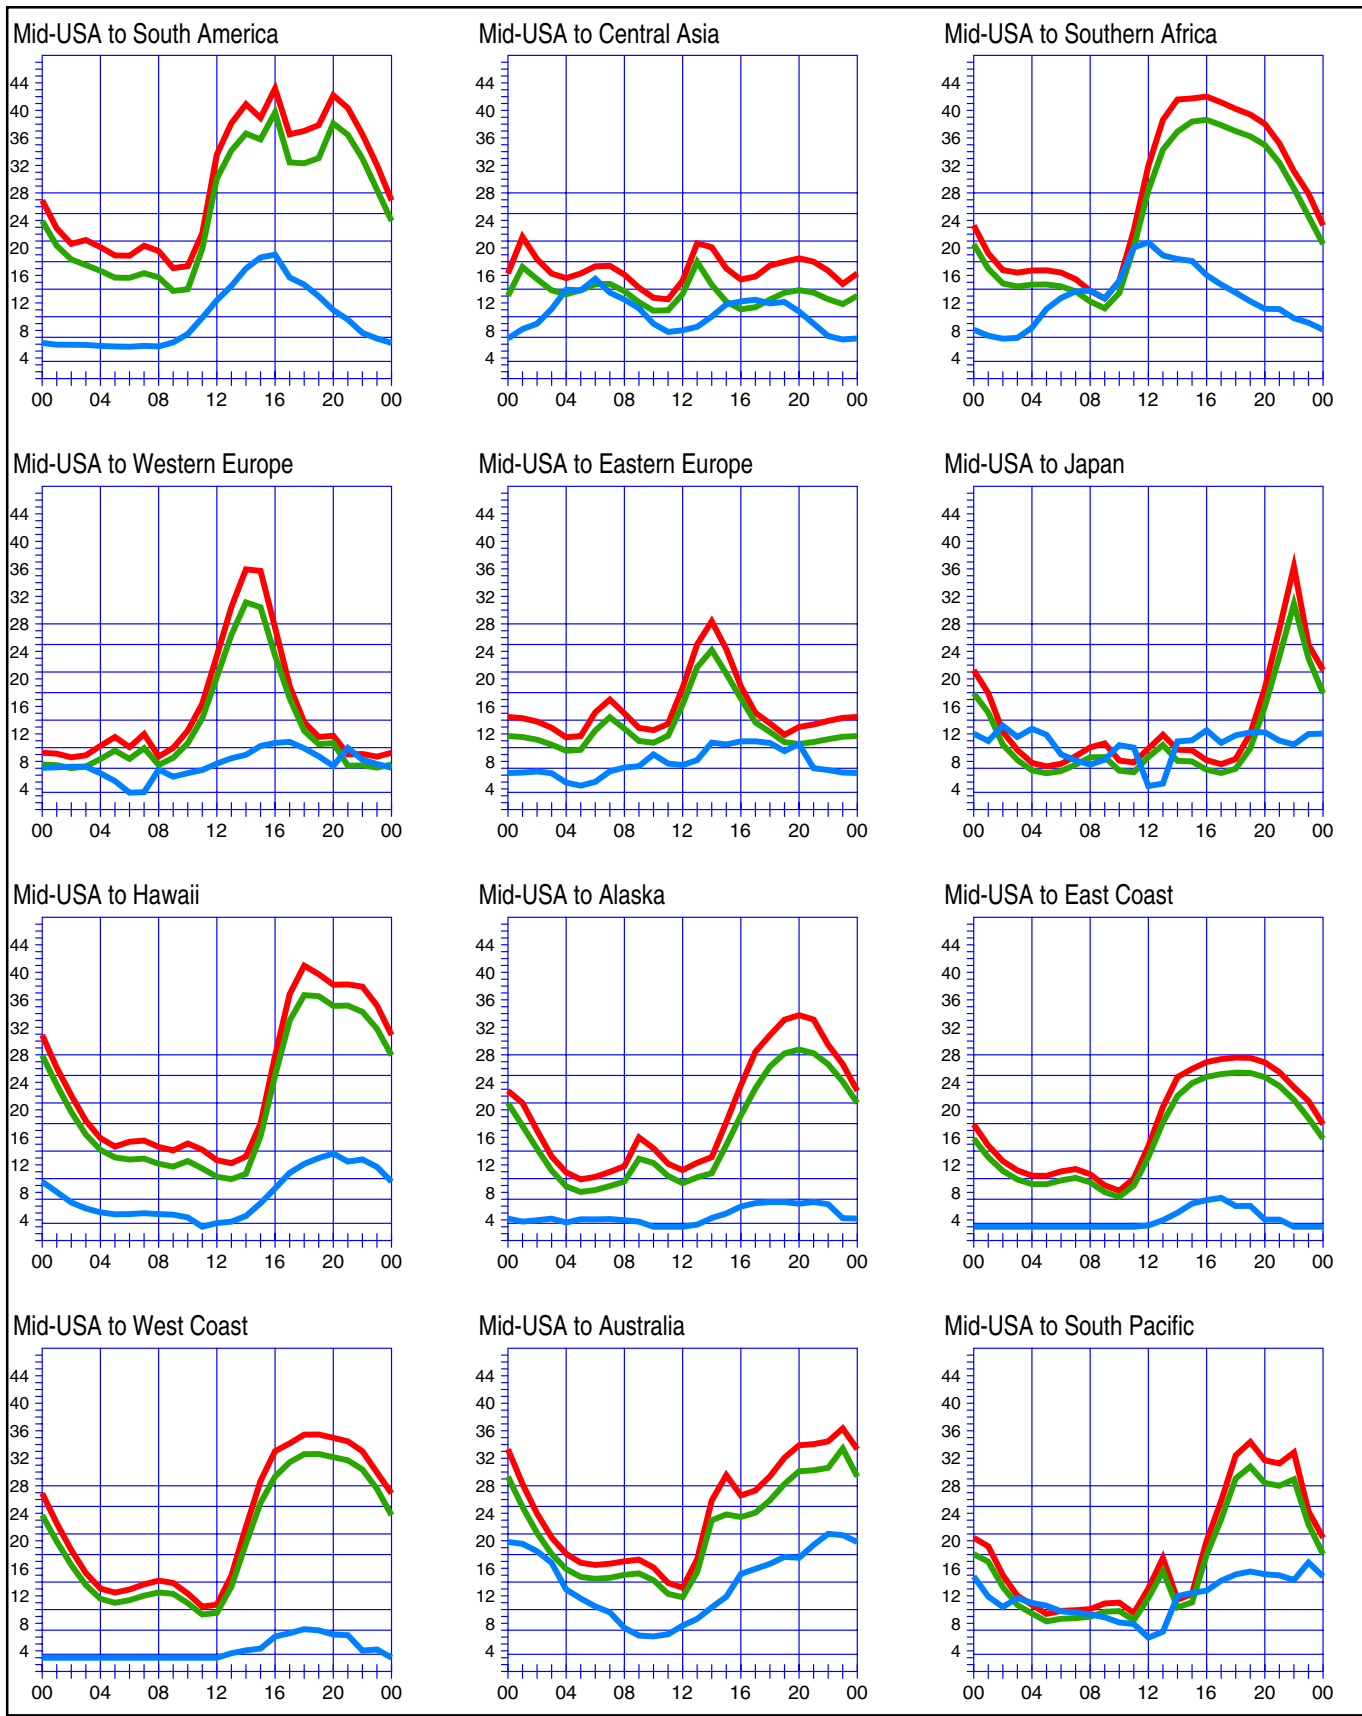 Mid-USA to South America
Mid-USA to Central Asia
Mid-USA to Southern Africa
44 44 44
40 40 40
36 36 36
32 32 32
28 28 28
24 24 24
20 20 20
16 16 16
12 12 12
8 8 8
4 4 4
00 04 08 12 16 20 00 00 04 08 12 16 20 00 00 04 08 12 16 20 00
Mid-USA to Western Europe
Mid-USA to Eastern Europe
Mid-USA to Japan
44 44 44
40 40 40
36 36 36
32 32 32
28 28 28
24 24 24
20 20 20
16 16 16
12 12 12
8 8 8
4 4 4
00 04 08 12 16 20 00 00 04 08 12 16 20 00 00 04 08 12 16 20 00
Mid-USA to Hawaii
Mid-USA to Alaska
Mid-USA to East Coast
44 44 44
40 40 40
36 36 36
32 32 32
28 28 28
24 24 24
20 20 20
16 16 16
12 12 12
8 8 8
4 4 4
00 04 08 12 16 20 00 00 04 08 12 16 20 00 00 04 08 12 16 20 00
Mid-USA to West Coast
Mid-USA to Australia
Mid-USA to South Pacific
44 44 44
40 40 40
36 36 36
32 32 32
28 28 28
24 24 24
20 20 20
16 16 16
12 12 12
8 8 8
4 4 4
00 04 08 12 16 20 00 00 04 08 12 16 20 00 00 04 08 12 16 20 00